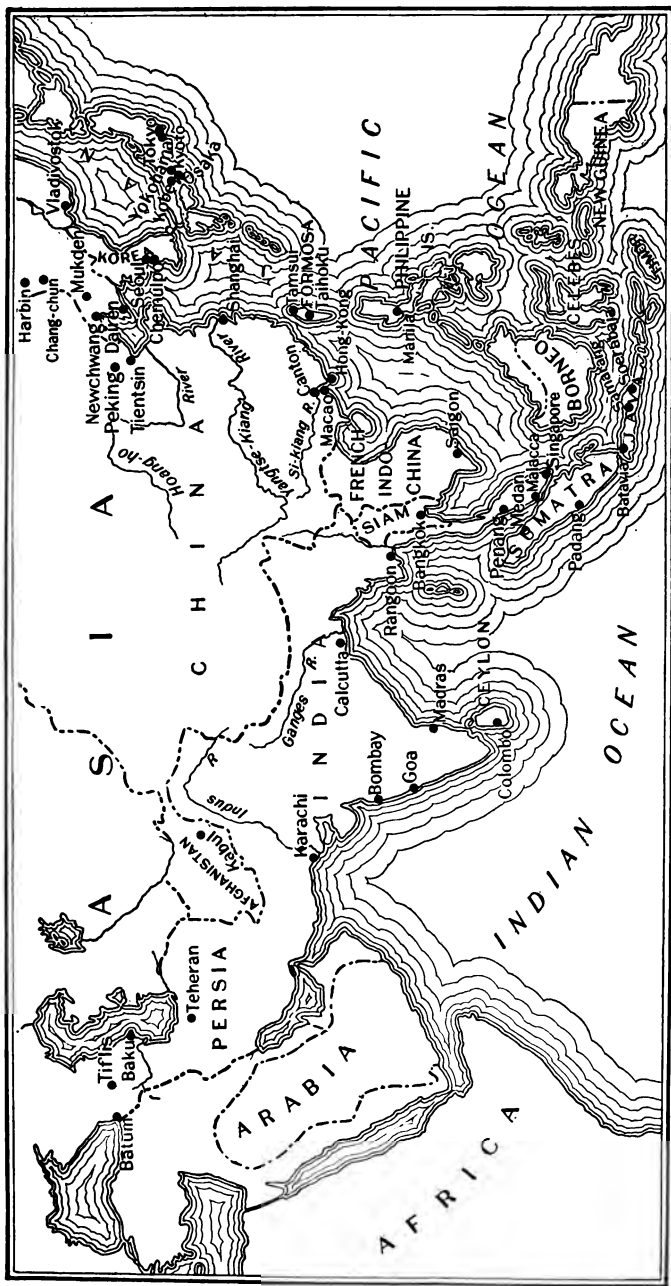 ASIA
CHINA
INDIA
PACIFIC
OCEAN
INDIAN
OCEAN
AFRICA
ARABIA
PERSIA
AFGHANISTAN
Batum
Tiflis
Baku
Teheran
Kabul
Indus R.
Karachi
Ganges R.
Bombay
Goa
Calcutta
Madras
CEYLON
Colombo
Harbin
Chang-chun
Mukden
Newchwang
Dairen
Peking
Tientsin
River
Hoang-ho
Vladivostok
KORE
Seoul
Chemulpo
Tokyo
Yokohama
Kyoto
Kobe
Osaka
Shanghai
River
Yangtse-Kiang
Si-kiang R.
Canton
Macao
Hong-Kong
Tamsui
FORMOSA
Taihoku
FRENCH
INDO
CHINA
SIAM
Saigon
Bangkok
Rangoon
Manila
PHILIPPINE
IS.
Penang
Medan
Malacca
Singapore
SUMATRA
Padang
Batavia
JAVA
Samarang
Soerabaia
BORNEO
CELEBES
NEW GUINEA